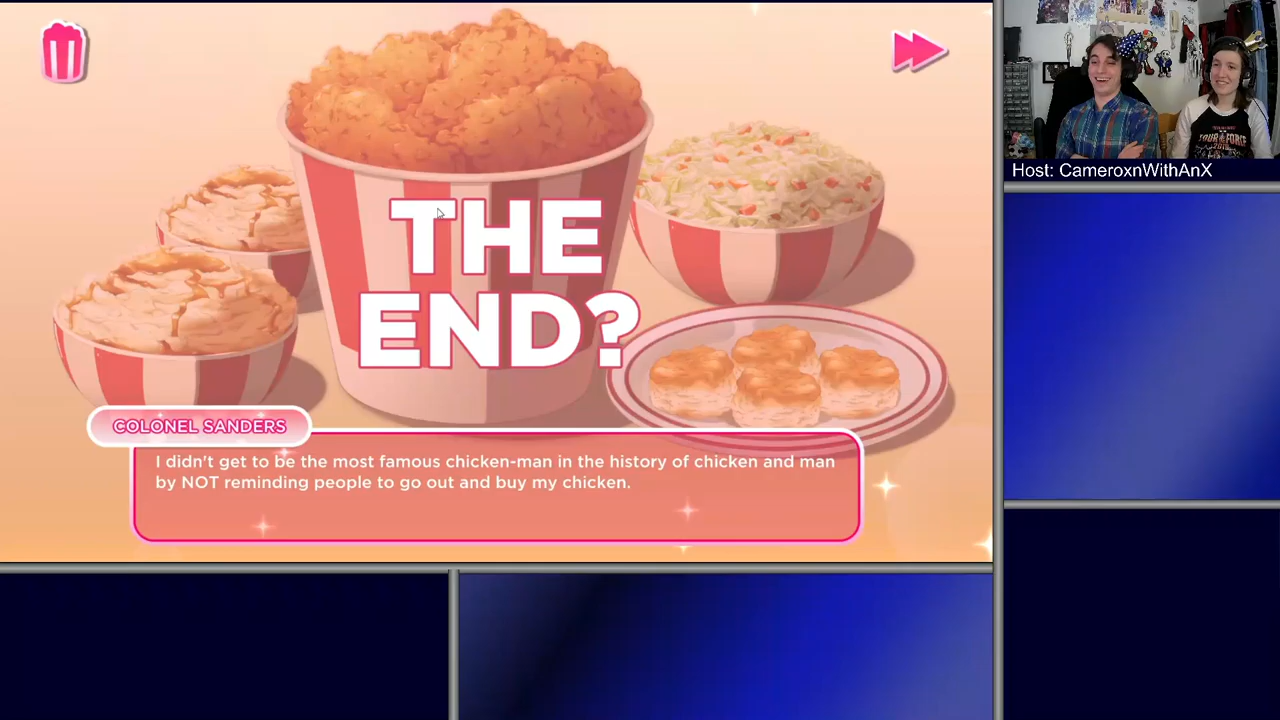 THE
END?
COLONEL SANDERS
I didn't get to be the most famous chicken-man in the history of chicken and man
by NOT reminding people to go out and buy my chicken.
Host: CameroxnWithAnX